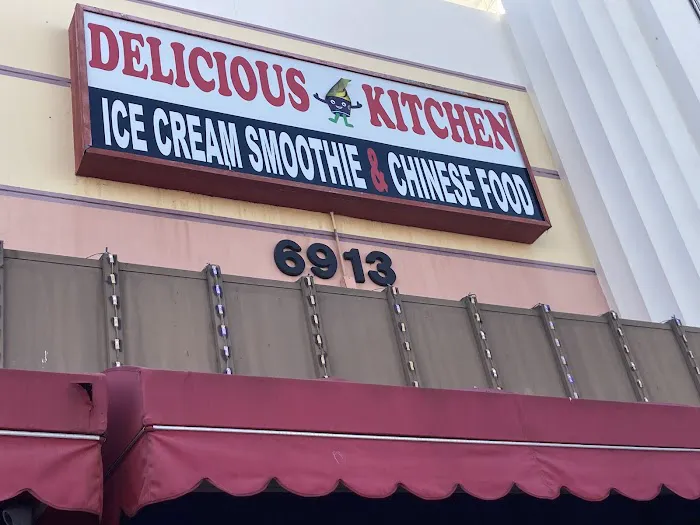 DELICIOUS KITCHEN
ICE CREAM SMOOTHIE & CHINESE FOOD
6913